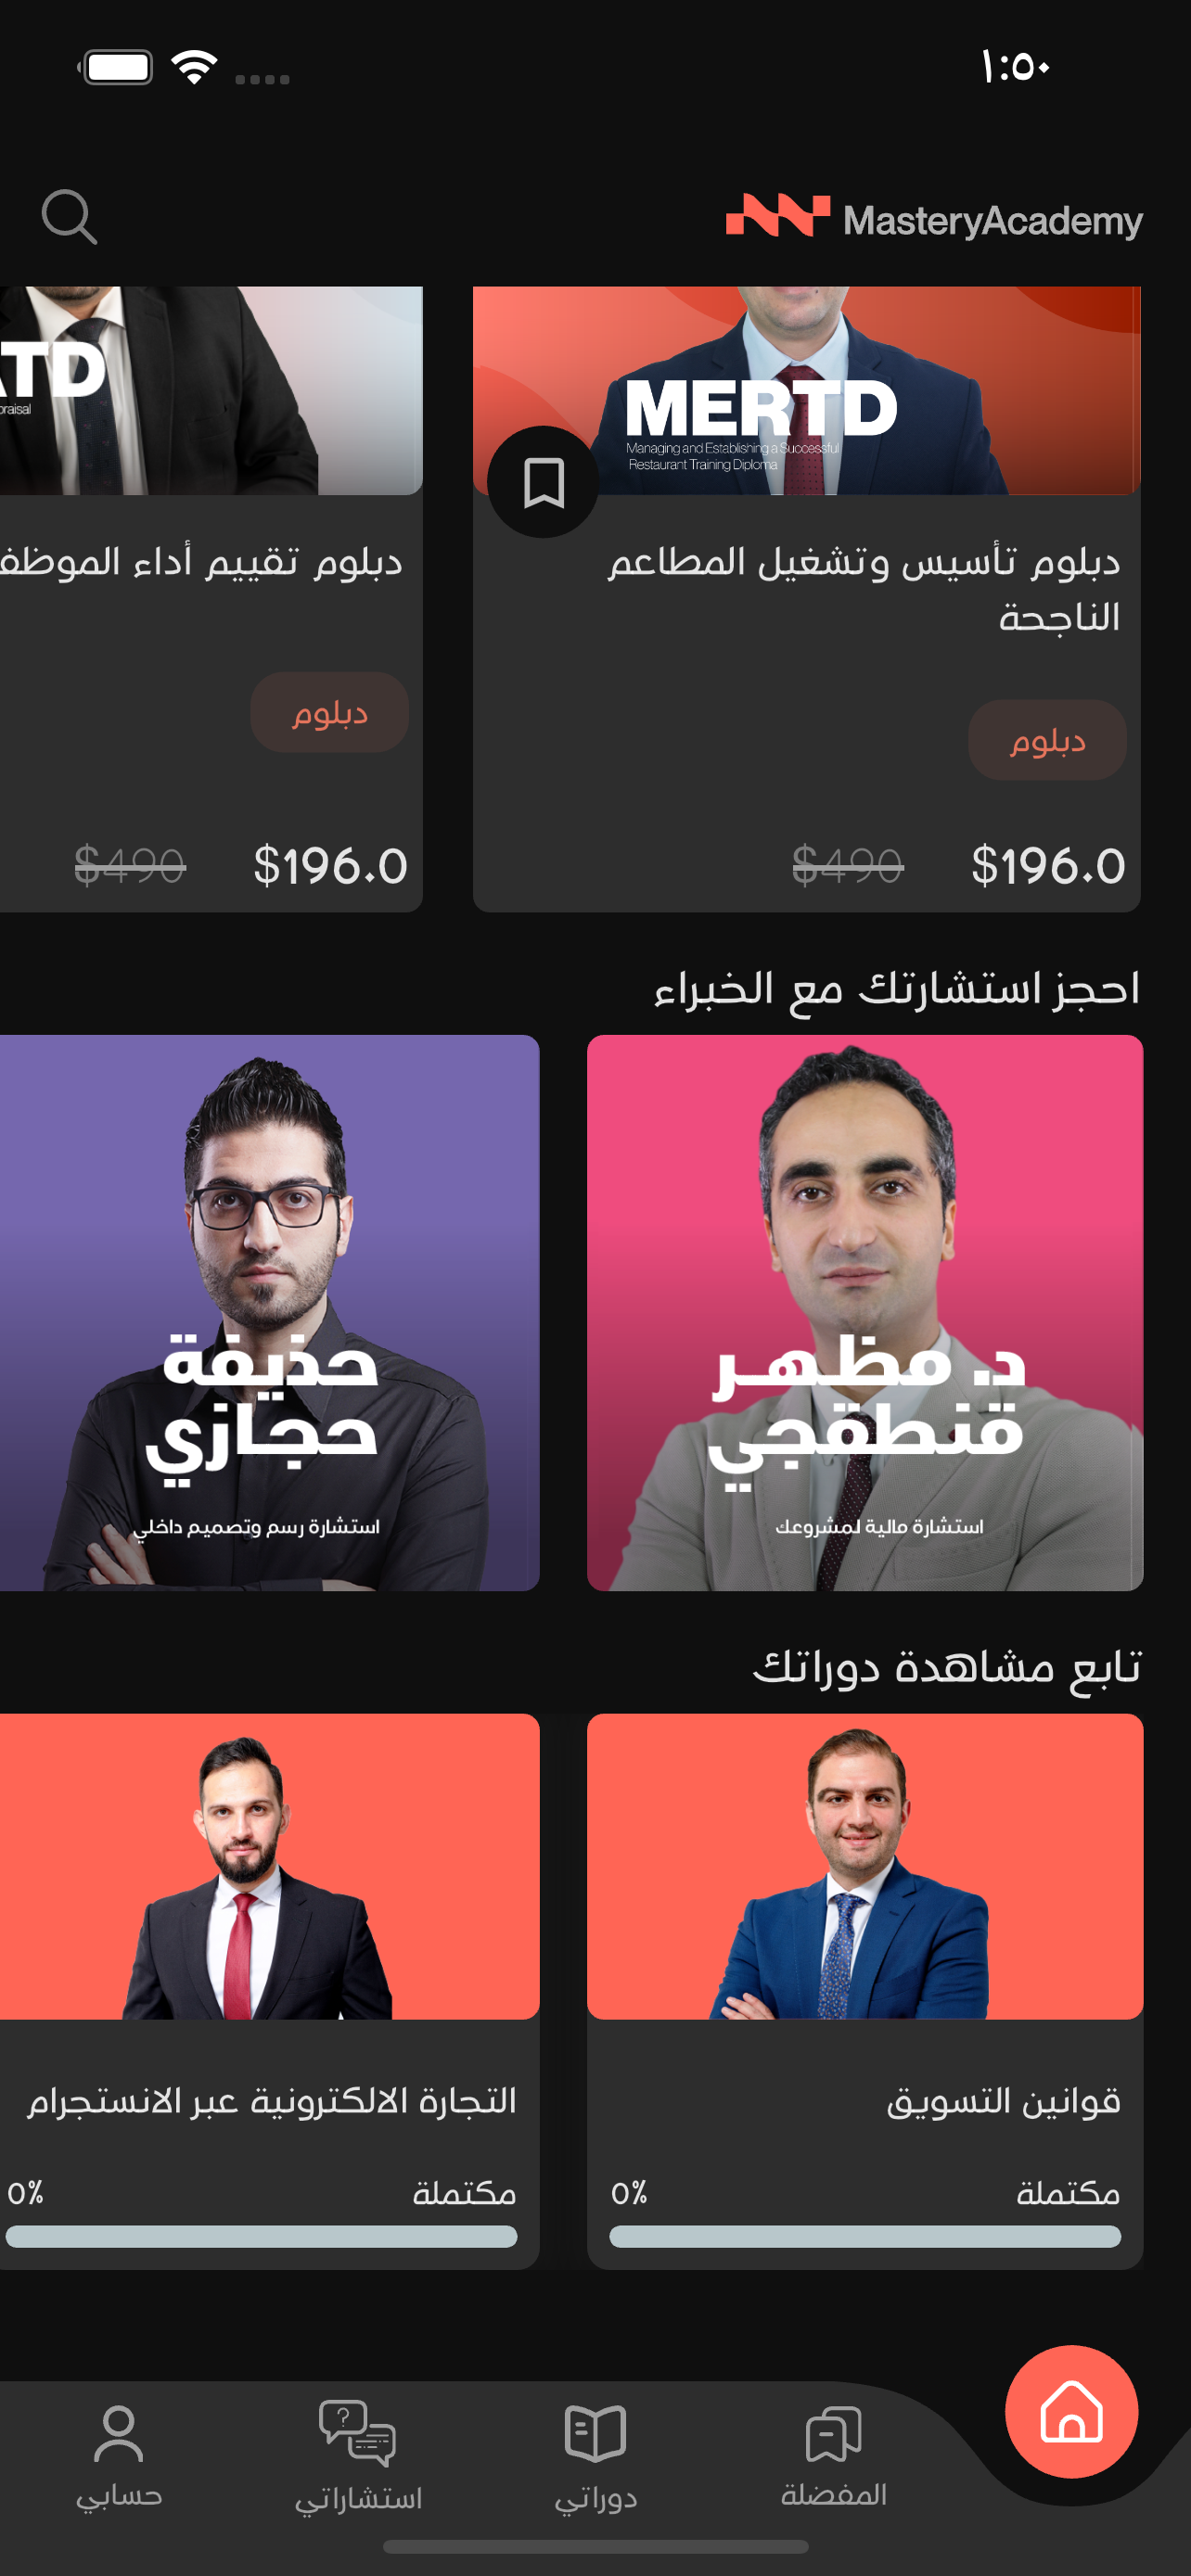 ١:٥٠
MasteryAcademy
MERTD
Managing and Establishing a Successful
Restaurant Training Diploma
دبلوم تأسيس وتشغيل المطاعم
الناجحة
دبلوم
$196.0
$490
TD
praisal
دبلوم تقييم أداء الموظف
دبلوم
$196.0
$490
احجز استشارتك مع الخبراء
د. مظهر
قنطقجي
استشارة مالية لمشروعك
حذيفة
حجازي
استشارة رسم وتصميم داخلي
تابع مشاهدة دوراتك
قوانين التسويق
مكتملة
0%
التجارة الالكترونية عبر الانستجرام
مكتملة
0%
المفضلة
دوراتي
استشاراتي
حسابي